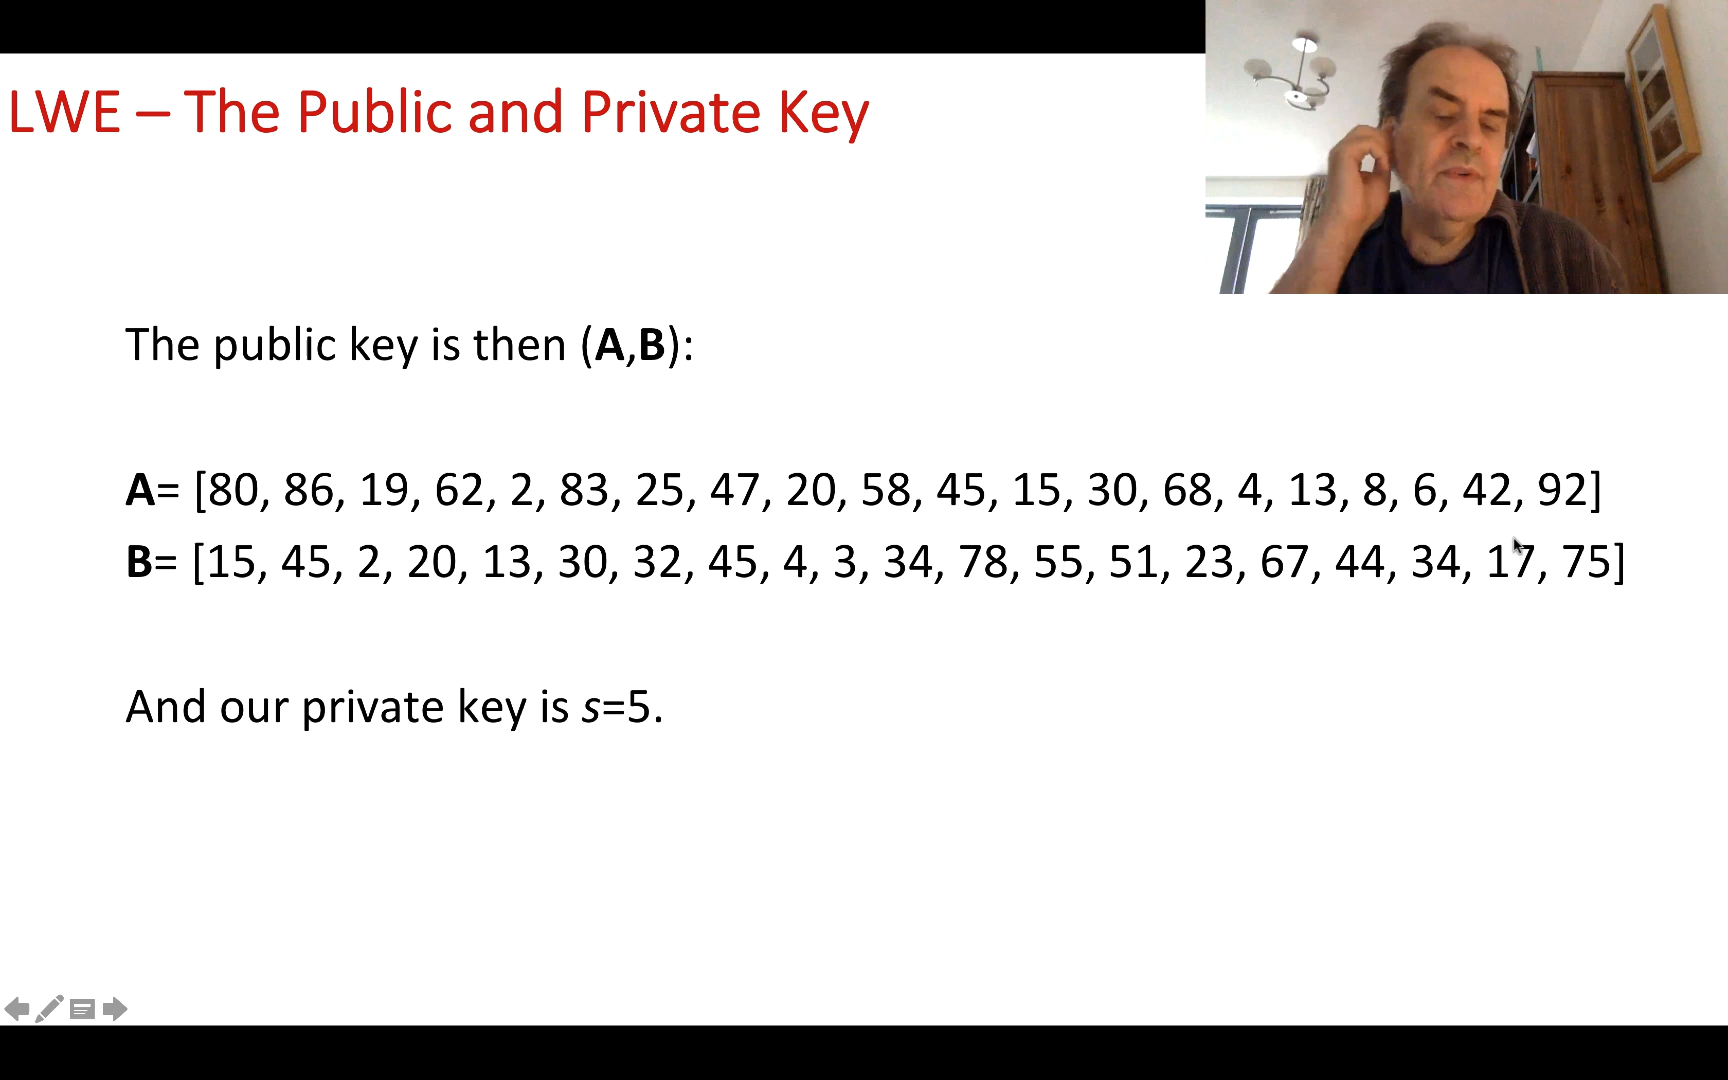 LWE – The Public and Private Key
The public key is then (A,B):
A= [80, 86, 19, 62, 2, 83, 25, 47, 20, 58, 45, 15, 30, 68, 4, 13, 8, 6, 42, 92]
B= [15, 45, 2, 20, 13, 30, 32, 45, 4, 3, 34, 78, 55, 51, 23, 67, 44, 34, 17, 75]
And our private key is s=5.